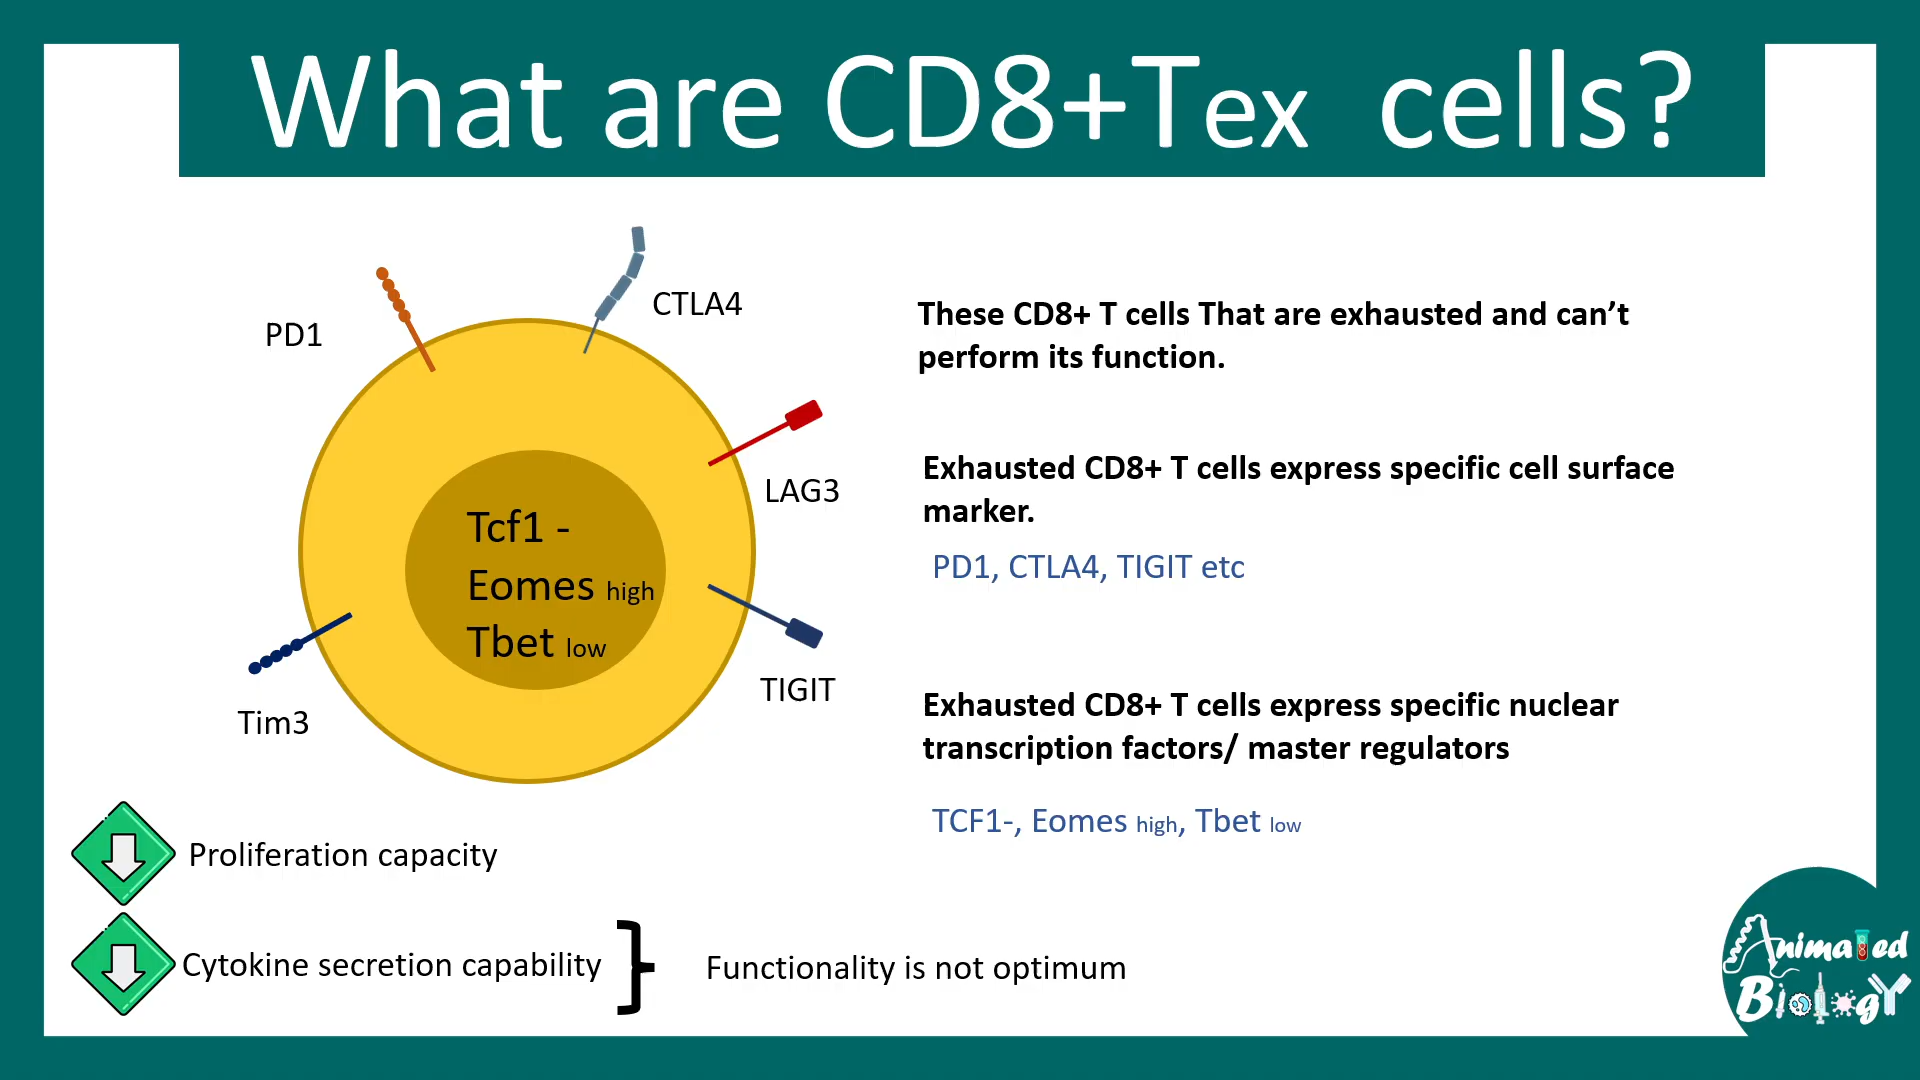 What are CD8+Tex cells?
PD1
CTLA4
LAG3
TIGIT
Tim3
Tcf1 -
Eomes high
Tbet low
Proliferation capacity
Cytokine secretion capability
Functionality is not optimum
These CD8+ T cells That are exhausted and can’t
perform its function.
Exhausted CD8+ T cells express specific cell surface
marker.
PD1, CTLA4, TIGIT etc
Exhausted CD8+ T cells express specific nuclear
transcription factors/ master regulators
TCF1-, Eomes high, Tbet low
Animated
Biology